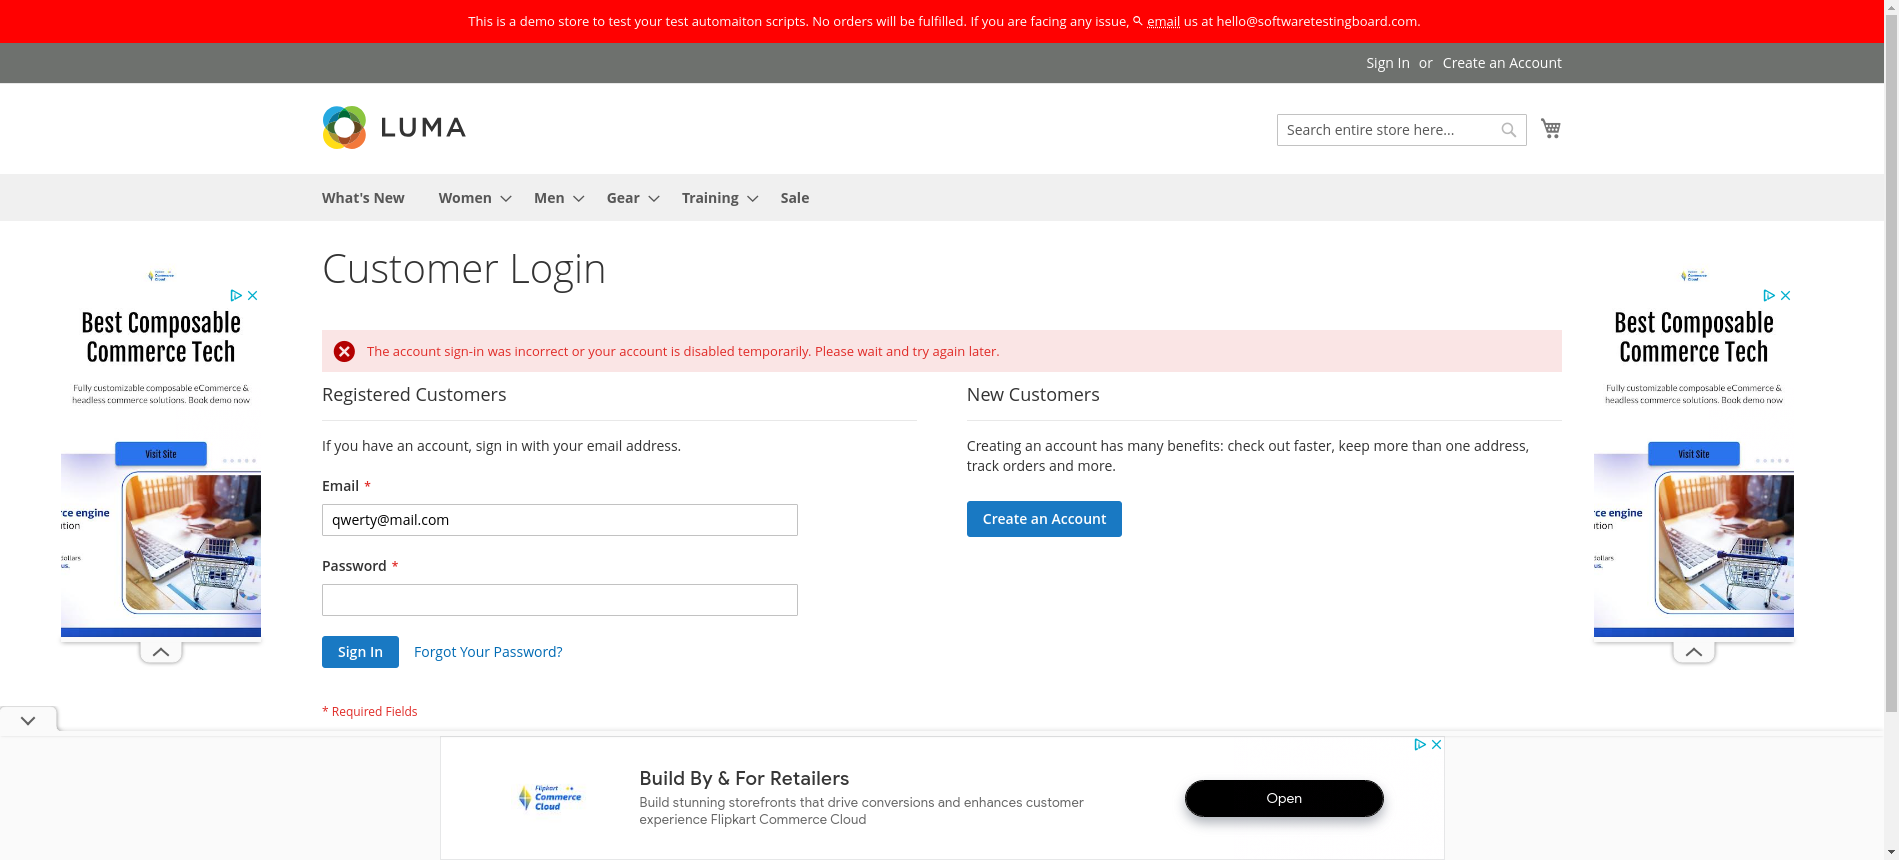 This is a demo store to test your test automaiton scripts. No orders will be fulfilled. If you are facing any issue, email us at hello@softwaretestingboard.com.
Sign In or Create an Account
LUMA
Search entire store here...
What's New Women Men Gear Training Sale
Customer Login
The account sign-in was incorrect or your account is disabled temporarily. Please wait and try again later.
Registered Customers
If you have an account, sign in with your email address.
Email *
qwerty@mail.com
Password *
Sign In Forgot Your Password?
* Required Fields
New Customers
Creating an account has many benefits: check out faster, keep more than one address,
track orders and more.
Create an Account
Commerce
Cloud
Best Composable
Commerce Tech
Fully customizable composable eCommerce &
headless commerce solutions. Book demo now
Visit Site
ce engine
Commerce
Cloud
Best Composable
Commerce Tech
Fully customizable composable eCommerce &
headless commerce solutions. Book demo now
Visit Site
ce engine
Flipkart
Commerce
Cloud
Build By & For Retailers
Build stunning storefronts that drive conversions and enhances customer
experience Flipkart Commerce Cloud
Open